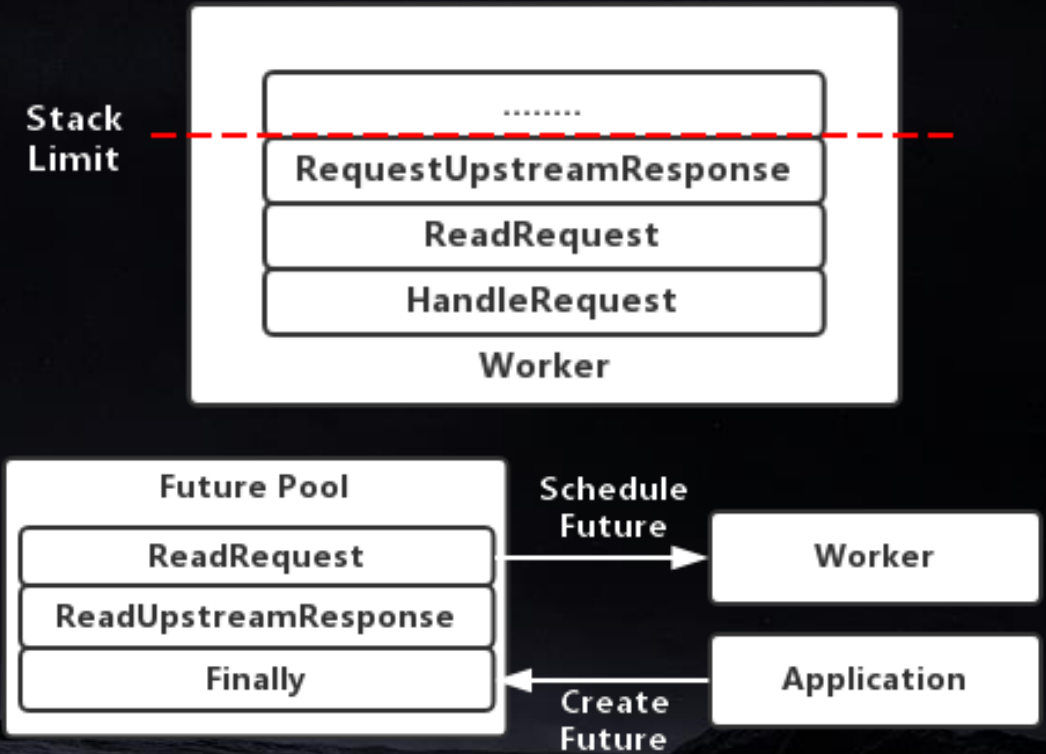 Stack
Limit
........
RequestUpstreamResponse
ReadRequest
HandleRequest
Worker
Future Pool
ReadRequest
ReadUpstreamResponse
Finally
Schedule
Future
Worker
Application
Create
Future